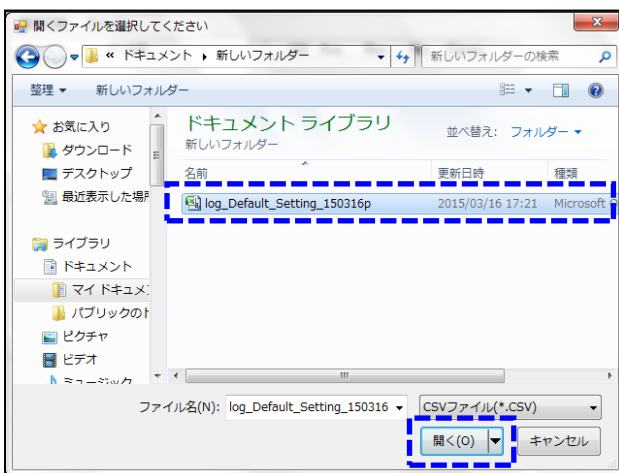 開くファイルを選択してください
« ドキュメント ▸ 新しいフォルダー
新しいフォルダーの検索
整理 ▼ 新しいフォルダー
お気に入り
ダウンロード
デスクトップ
最近表示した場所
ライブラリ
ドキュメント
マイ ドキュメ
パブリックのド
ピクチャ
ビデオ
ミュージック
ドキュメント ライブラリ
新しいフォルダー
並べ替え: フォルダー ▼
名前 更新日時 種類
log_Default_Setting_150316p 2015/03/16 17:21 Microsoft
ファイル名(N): log_Default_Setting_150316 CSVファイル(*.CSV)
開く(O) キャンセル